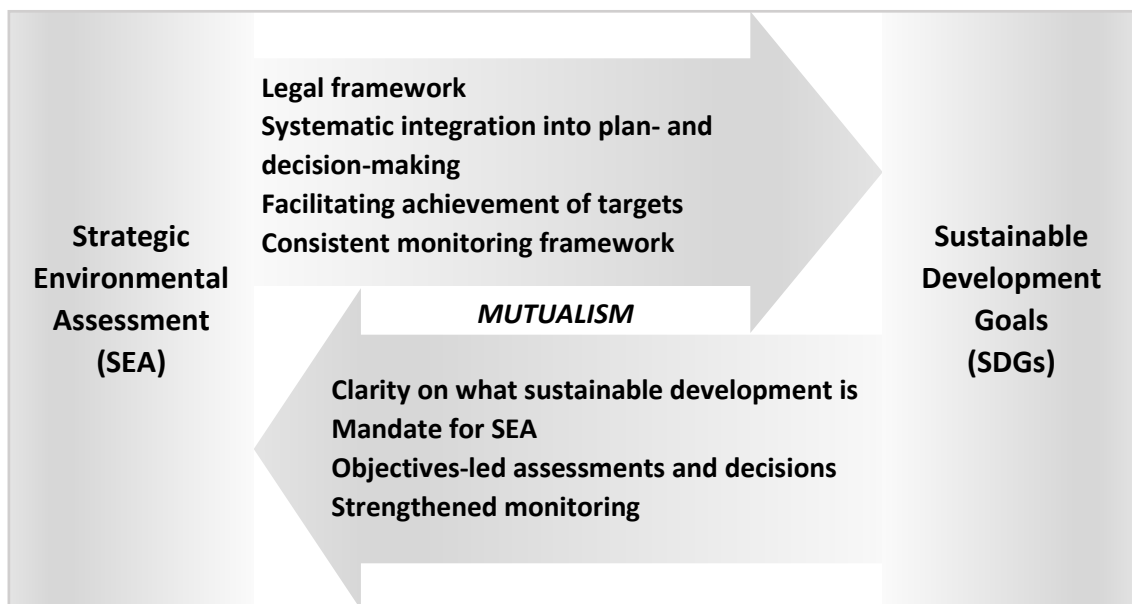 Strategic
Environmental
Assessment
(SEA)
Legal framework
Systematic integration into plan- and
decision-making
Facilitating achievement of targets
Consistent monitoring framework
MUTUALISM
Clarity on what sustainable development is
Mandate for SEA
Objectives-led assessments and decisions
Strengthened monitoring
Sustainable
Development
Goals
(SDGs)